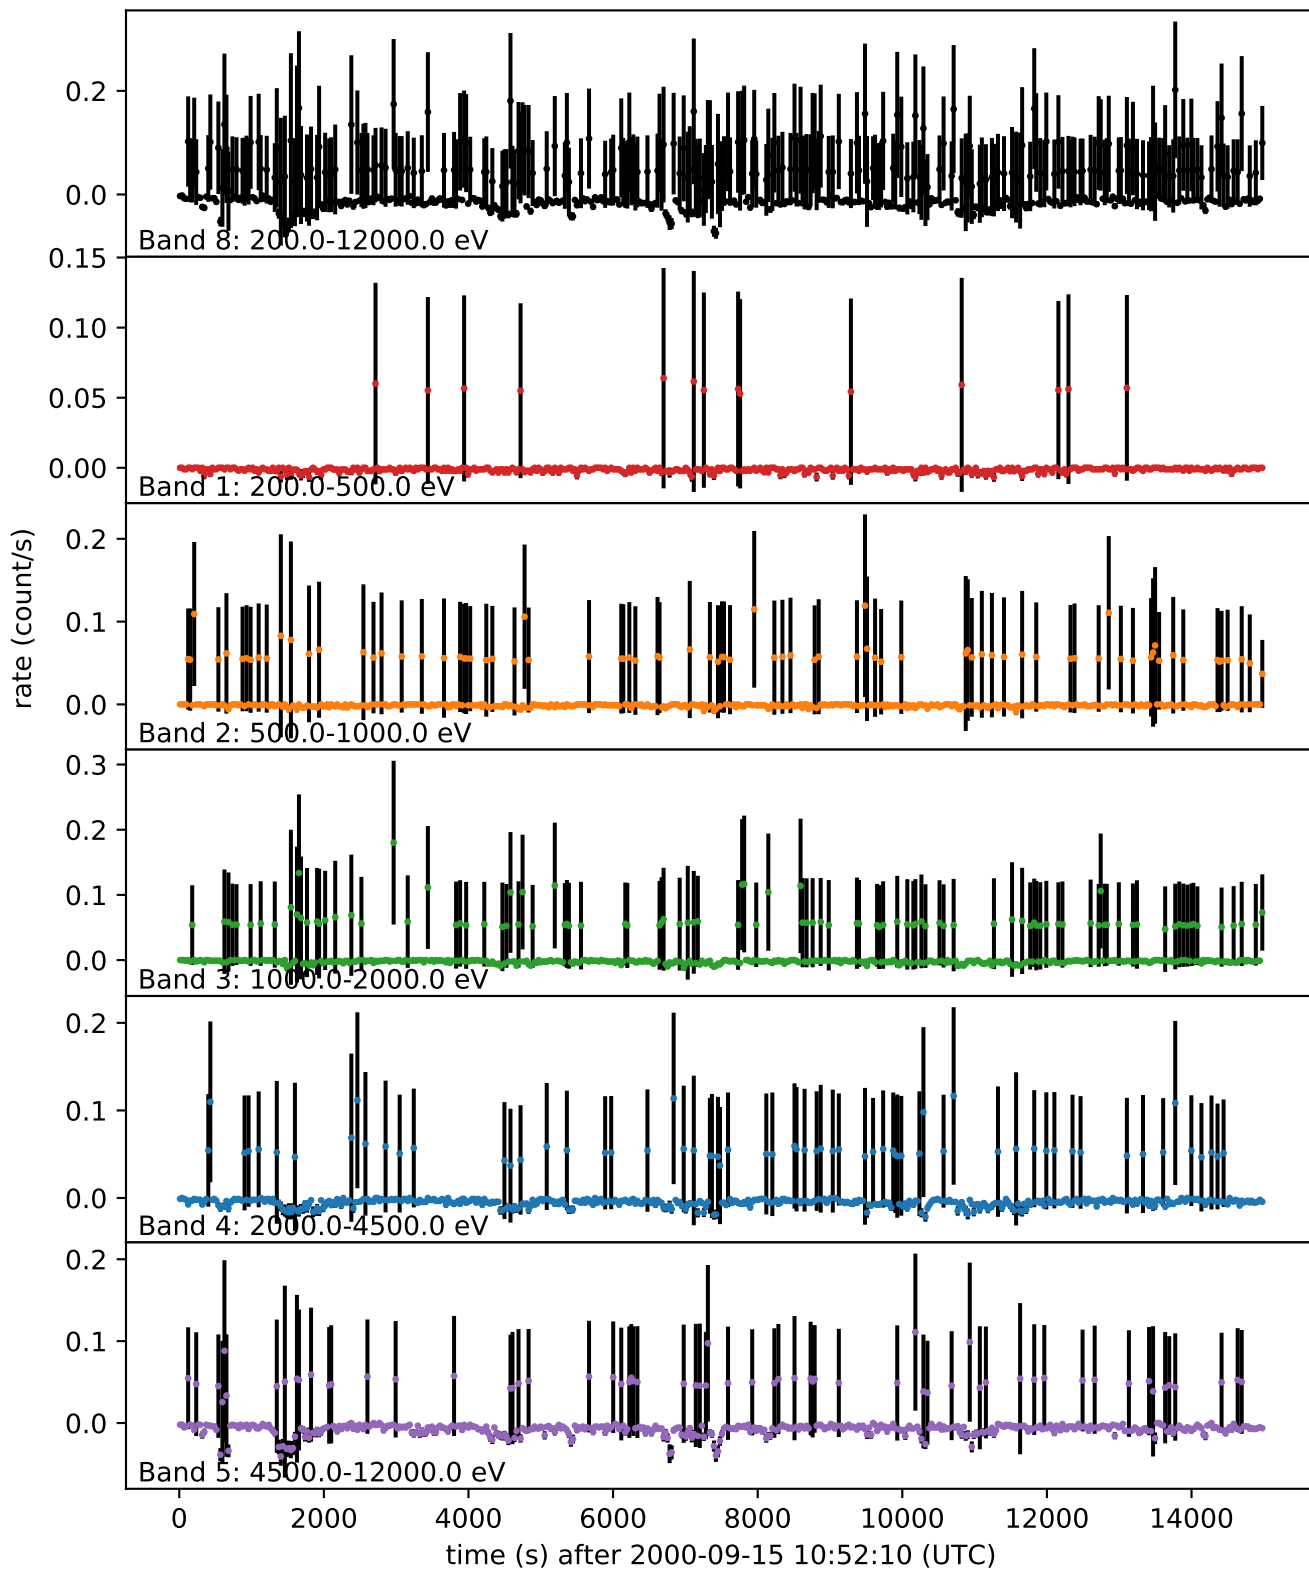 0.2
0.0
Band 8: 200.0-12000.0 eV
0.15
0.10
0.05
0.00
Band 1: 200.0-500.0 eV
0.2
0.1
0.0
Band 2: 500.0-1000.0 eV
rate (count/s)
0.3
0.2
0.1
0.0
Band 3: 1000.0-2000.0 eV
0.2
0.1
0.0
Band 4: 2000.0-4500.0 eV
0.2
0.1
0.0
Band 5: 4500.0-12000.0 eV
0 2000 4000 6000 8000 10000 12000 14000
time (s) after 2000-09-15 10:52:10 (UTC)